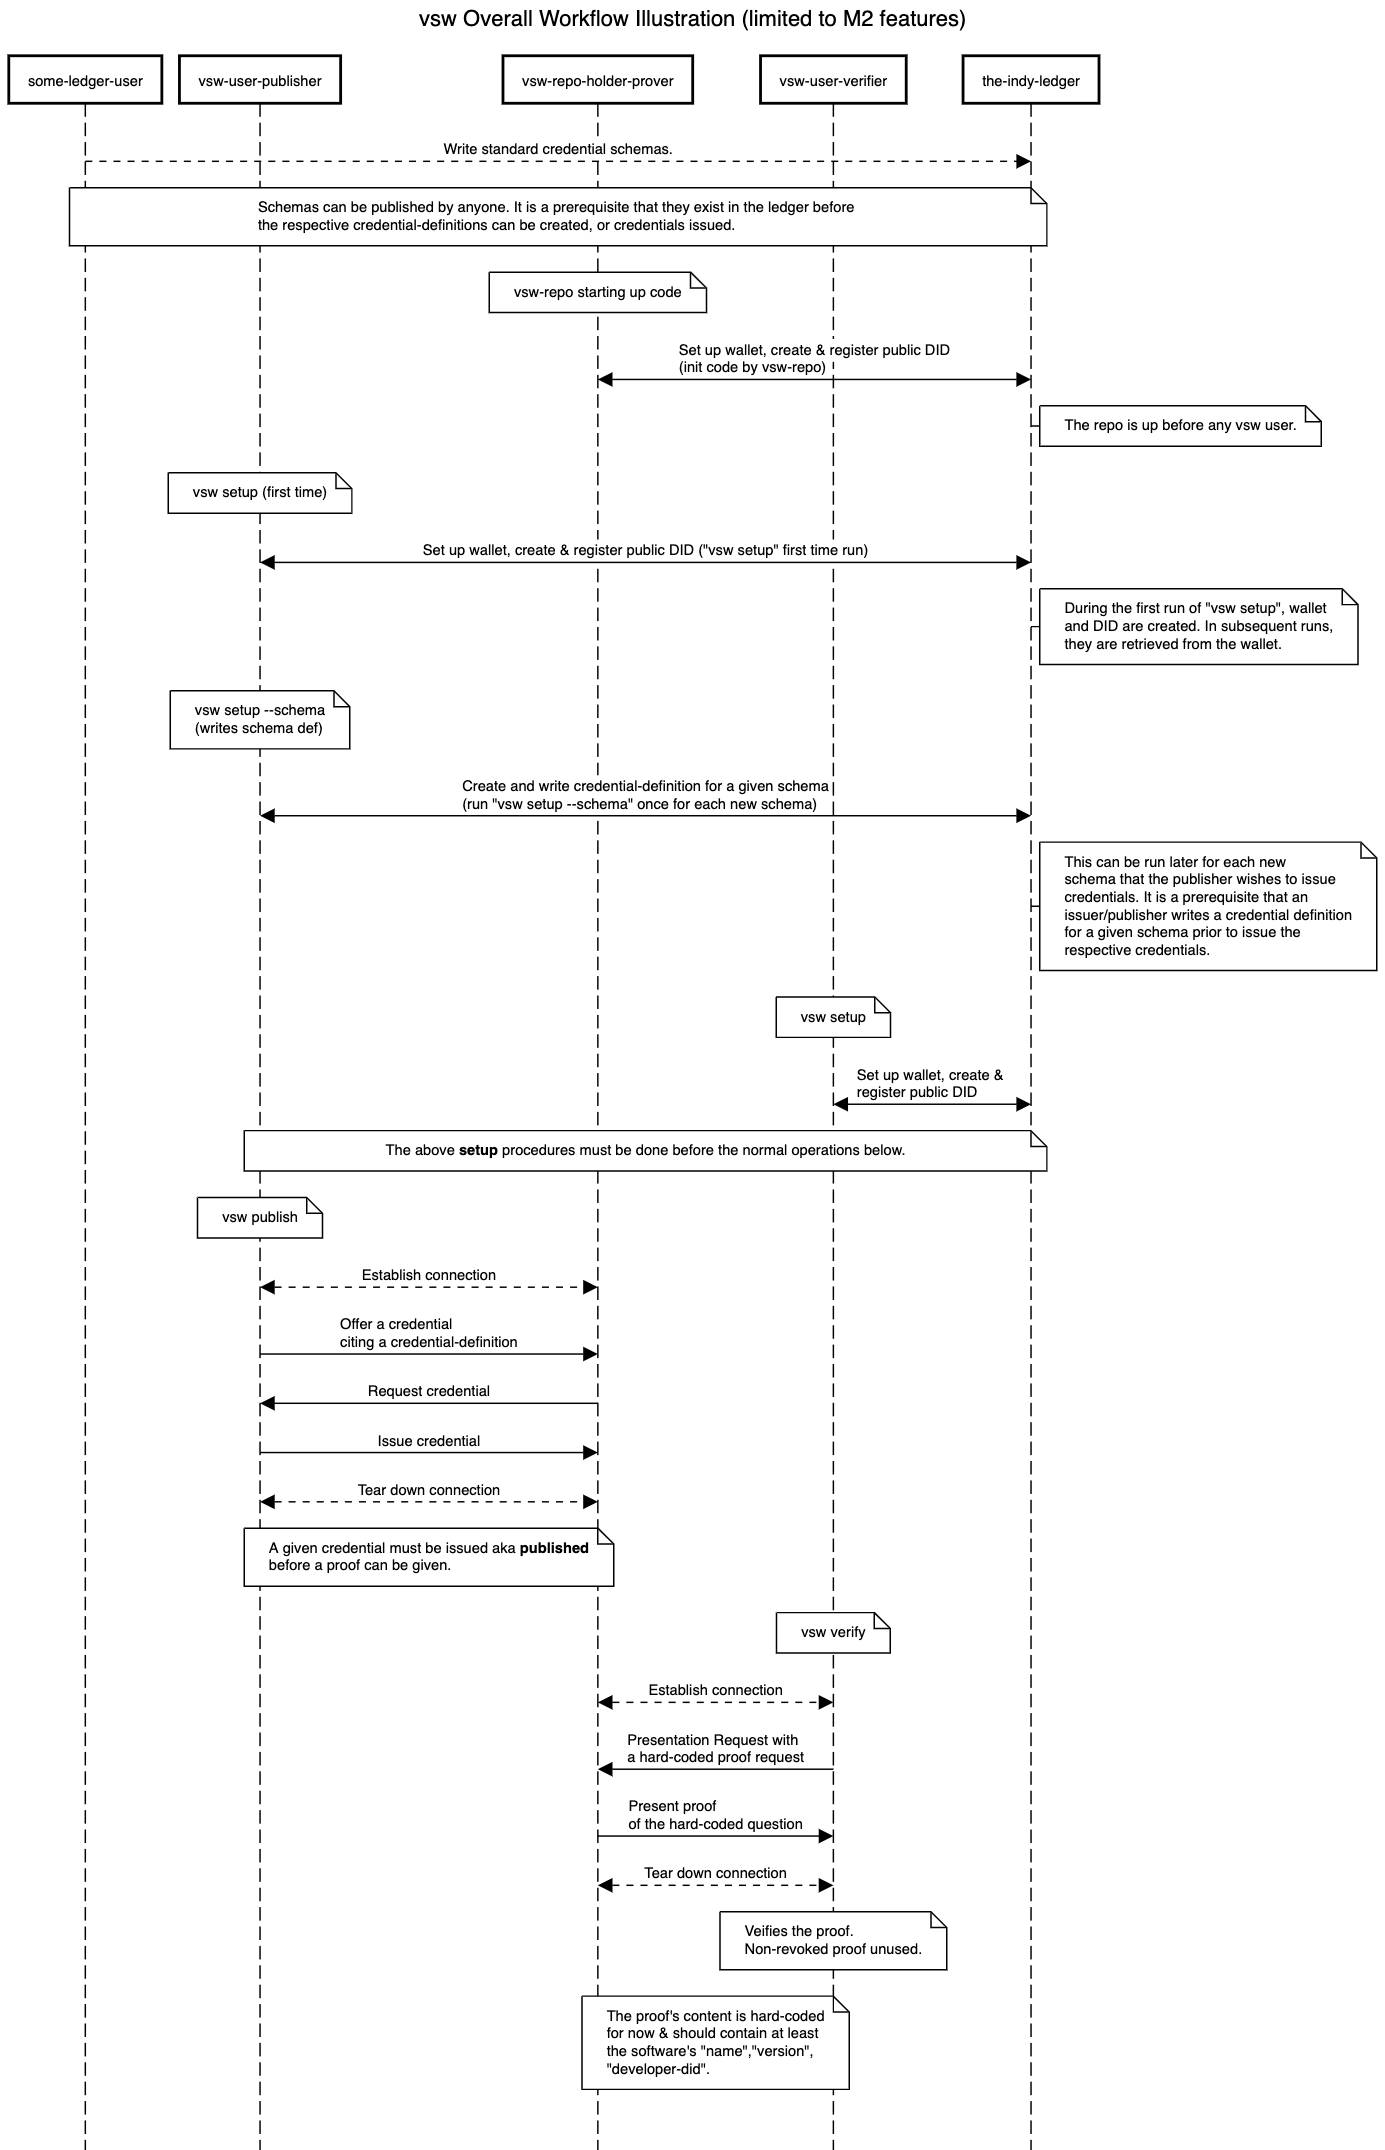 vsw Overall Workflow Illustration (limited to M2 features)
some-ledger-user
vsw-user-publisher
vsw-repo-holder-prover
vsw-user-verifier
the-indy-ledger
Write standard credential schemas.
Schemas can be published by anyone. It is a prerequisite that they exist in the ledger before
the respective credential-definitions can be created, or credentials issued.
vsw-repo starting up code
Set up wallet, create & register public DID
(init code by vsw-repo)
The repo is up before any vsw user.
vsw setup (first time)
Set up wallet, create & register public DID ("vsw setup" first time run)
During the first run of "vsw setup", wallet
and DID are created. In subsequent runs,
they are retrieved from the wallet.
vsw setup --schema
(writes schema def)
Create and write credential-definition for a given schema
(run "vsw setup --schema" once for each new schema)
This can be run later for each new
schema that the publisher wishes to issue
credentials. It is a prerequisite that an
issuer/publisher writes a credential definition
for a given schema prior to issue the
respective credentials.
vsw setup
Set up wallet, create &
register public DID
The above setup procedures must be done before the normal operations below.
vsw publish
Establish connection
Offer a credential
citing a credential-definition
Request credential
Issue credential
Tear down connection
A given credential must be issued aka published
before a proof can be given.
vsw verify
Establish connection
Presentation Request with
a hard-coded proof request
Present proof
of the hard-coded question
Tear down connection
Veifies the proof.
Non-revoked proof unused.
The proof's content is hard-coded
for now & should contain at least
the software's "name","version",
"developer-did".